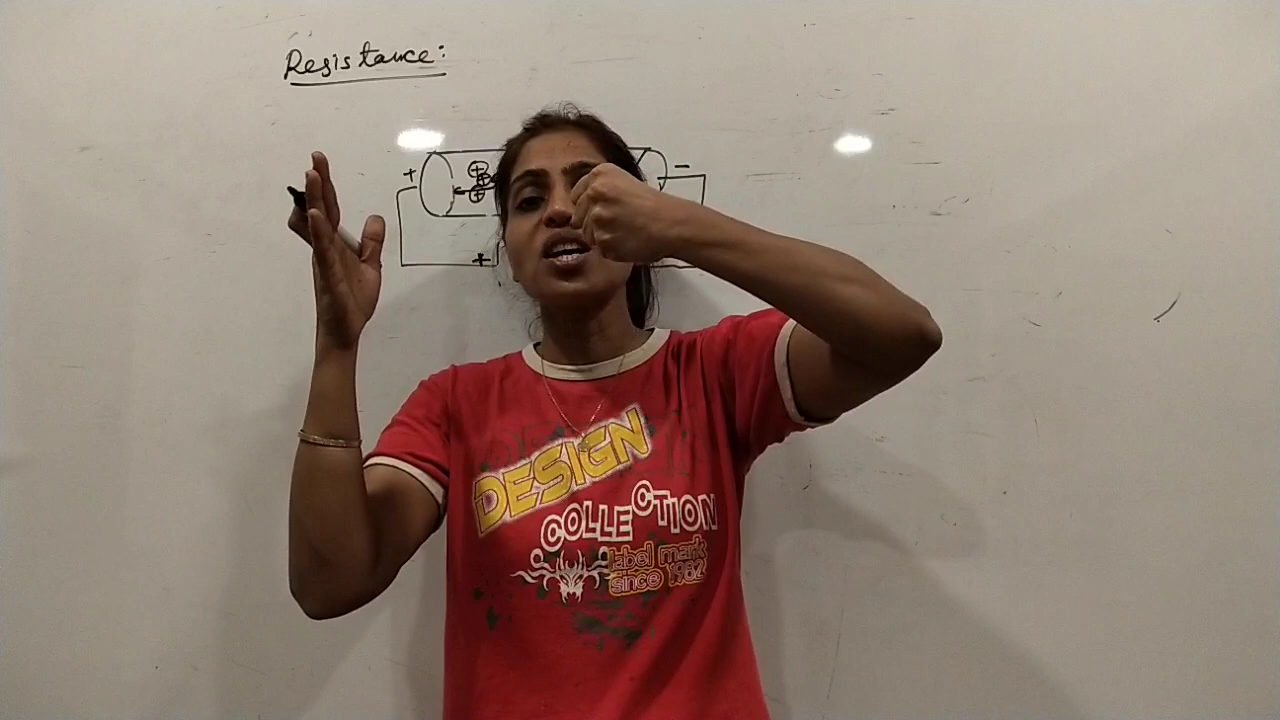 Resistance:
+ -
+
+
+
+
DESIGN
COLLECTION
label mark
since 1982